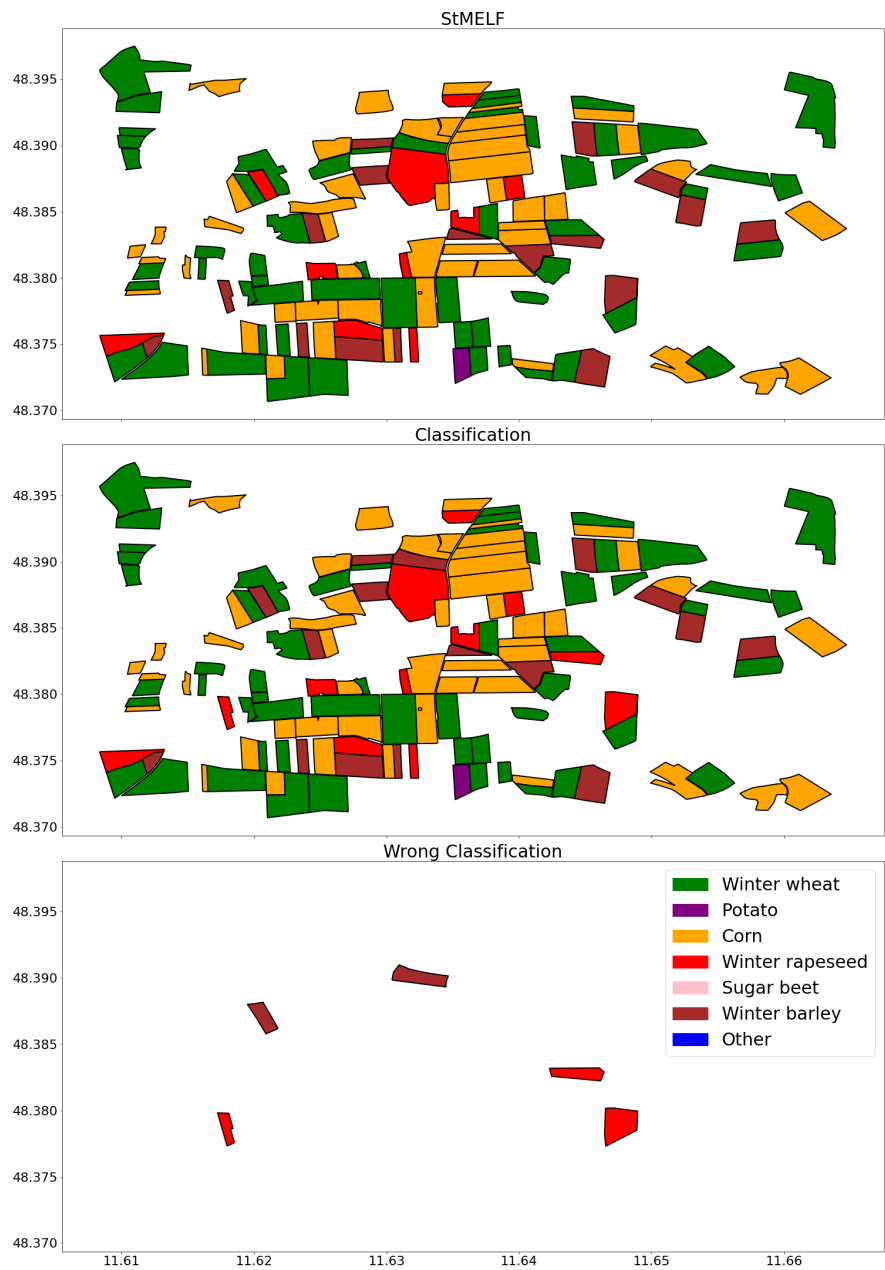 StMELF
48.395
48.390
48.385
48.380
48.375
48.370
Classification
48.395
48.390
48.385
48.380
48.375
48.370
Wrong Classification
48.395
48.390
48.385
48.380
48.375
48.370
Winter wheat
Potato
Corn
Winter rapeseed
Sugar beet
Winter barley
Other
11.61 11.62 11.63 11.64 11.65 11.66